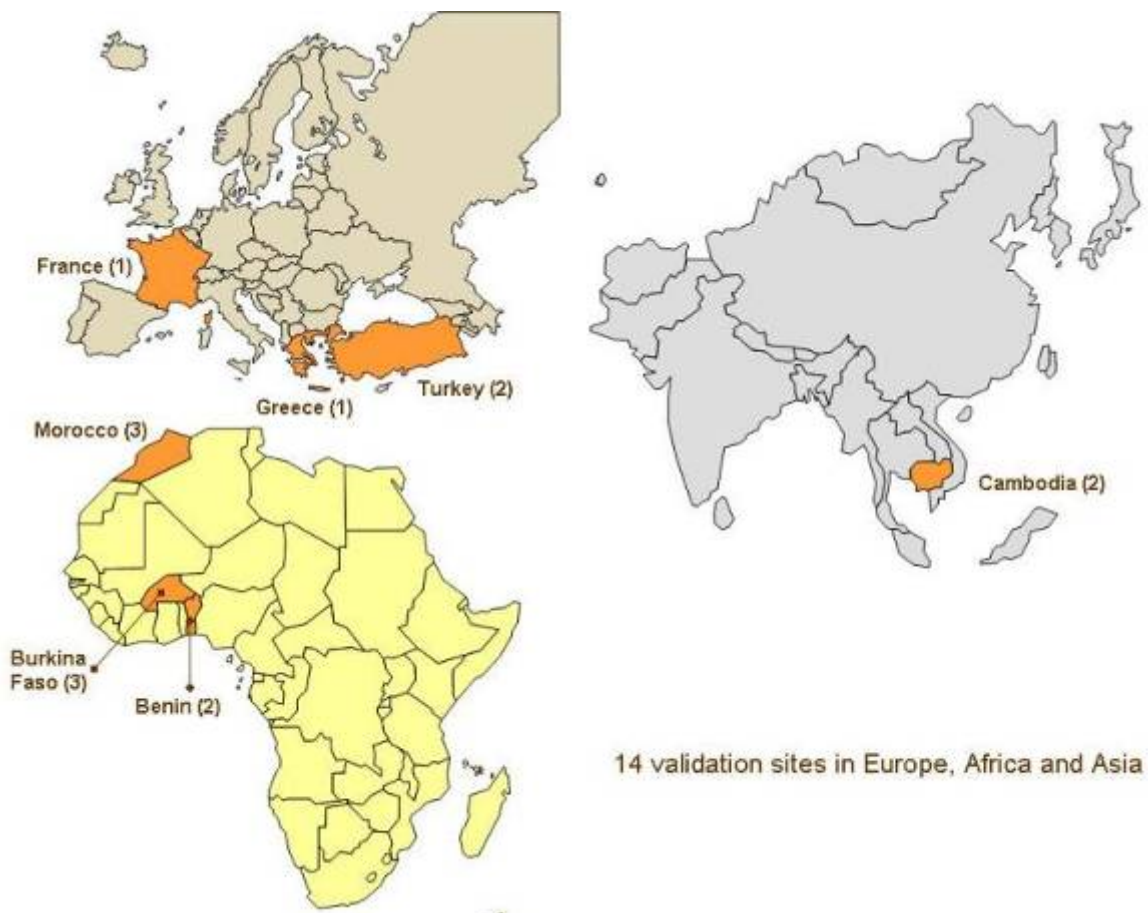 France (1)
Turkey (2)
Greece (1)
Morocco (3)
Burkina
Faso (3)
Benin (2)
Cambodia (2)
14 validation sites in Europe, Africa and Asia